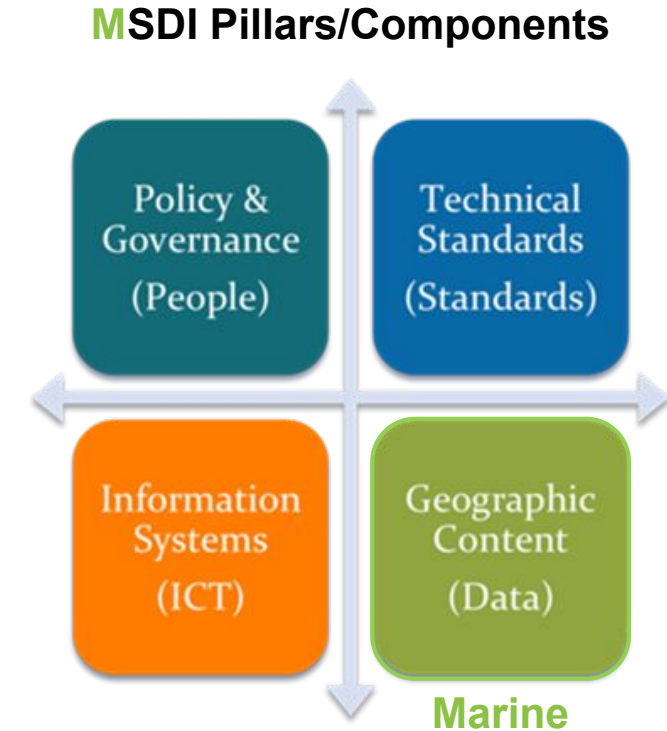 MSDI Pillars/Components
Policy &
Governance
(People)
Technical
Standards
(Standards)
Information
Systems
(ICT)
Geographic
Content
(Data)
Marine